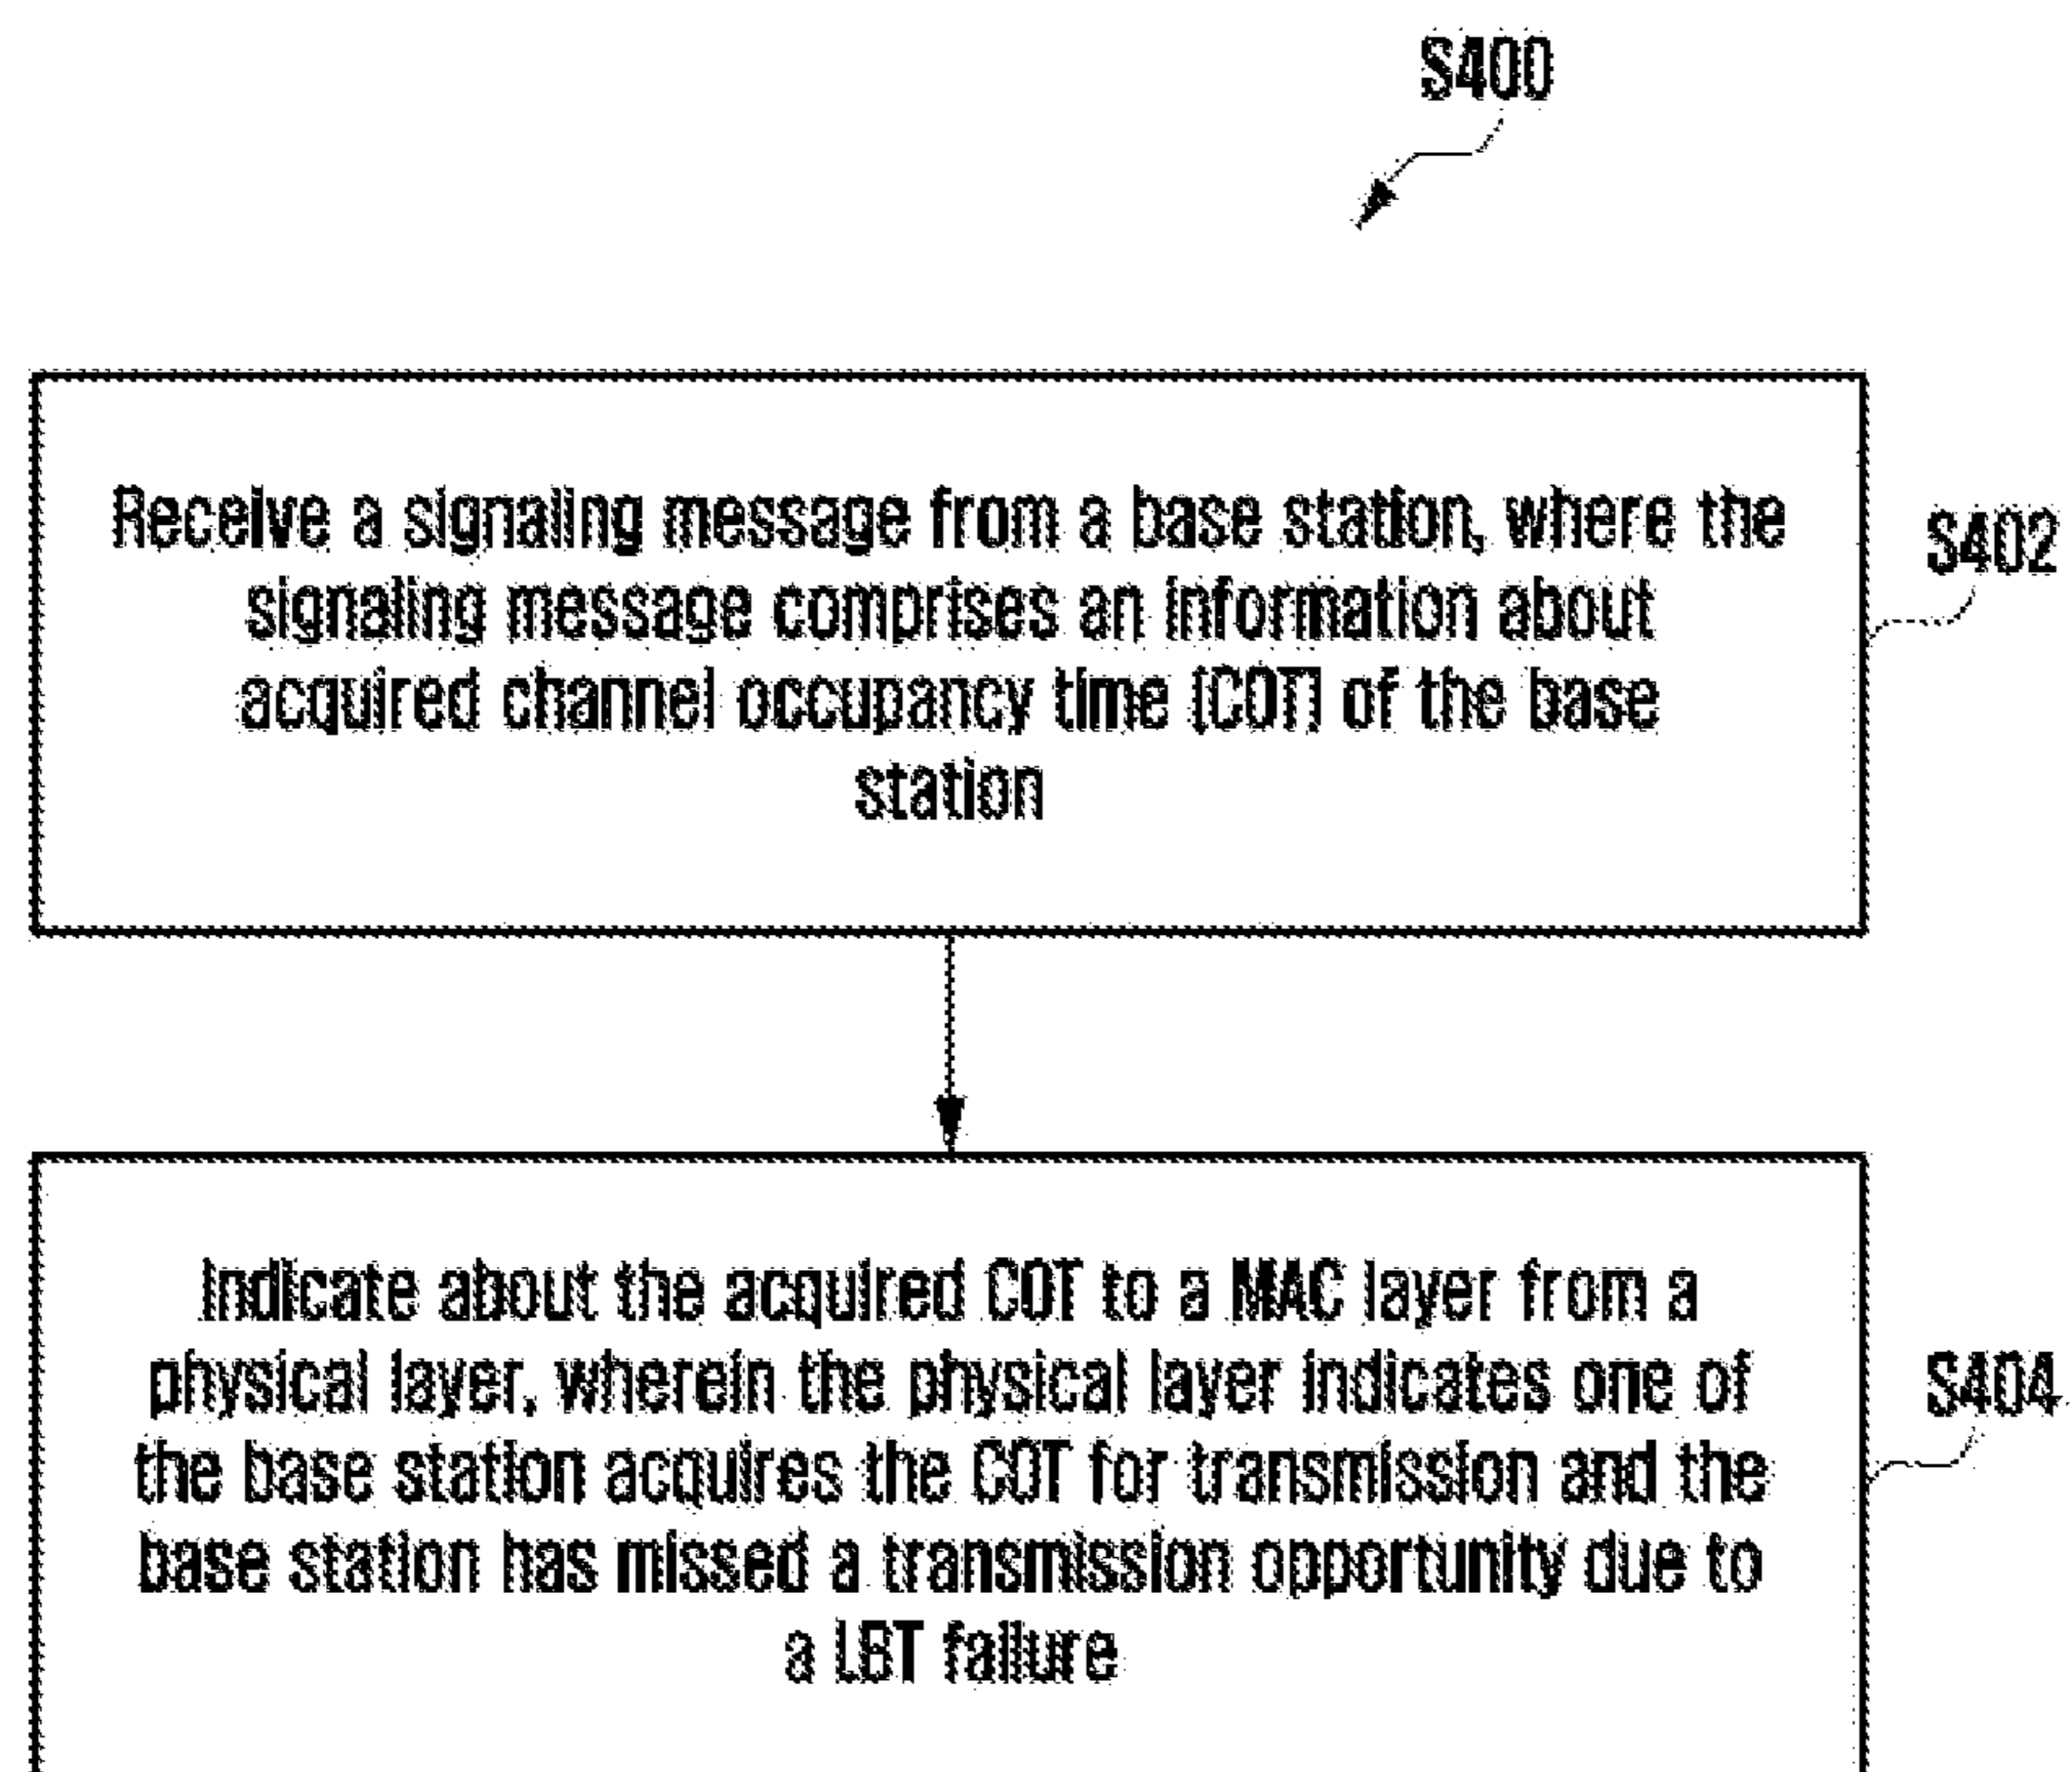 S400
Receive a signaling message from a base station, where the
signaling message comprises an information about
acquired channel occupancy time (COT) of the base
station
S402
Indicate about the acquired COT to a MAC layer from a
physical layer, wherein the physical layer indicates one of
the base station acquires the COT for transmission and the
base station has missed a transmission opportunity due to
a LBT failure
S404